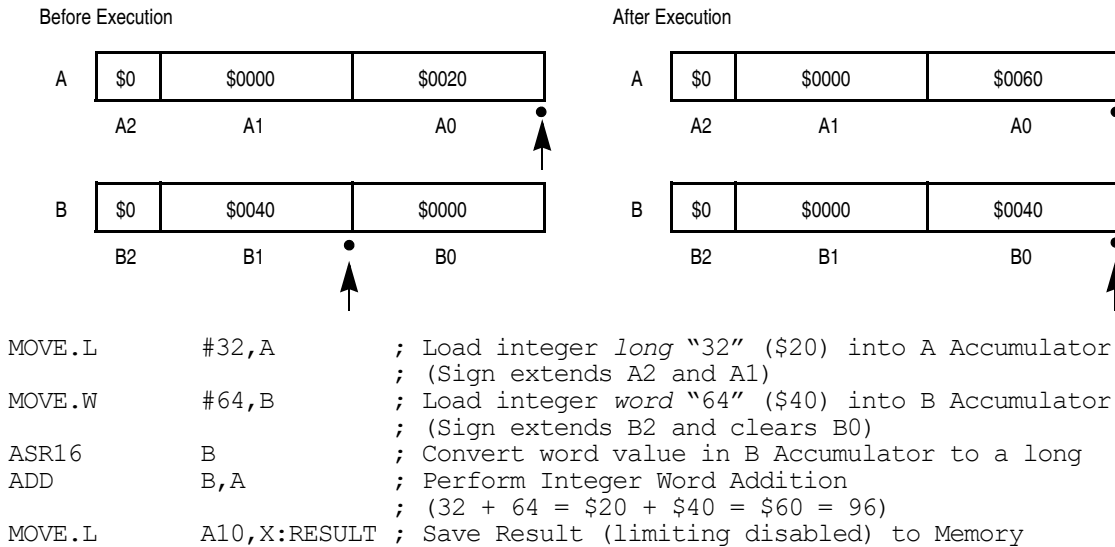 Before Execution After Execution
A $0 $0000 $0020 A $0 $0000 $0060
A2 A1 A0 A2 A1 A0
B $0 $0040 $0000 B $0 $0000 $0040
B2 B1 B0 B2 B1 B0
MOVE.L #32,A ; Load integer long “32” ($20) into A Accumulator
; (Sign extends A2 and A1)
MOVE.W #64,B ; Load integer word “64” ($40) into B Accumulator
; (Sign extends B2 and clears B0)
ASR16 B ; Convert word value in B Accumulator to a long
ADD B,A ; Perform Integer Word Addition
; (32 + 64 = $20 + $40 = $60 = 96)
MOVE.L A10,X:RESULT ; Save Result (limiting disabled) to Memory